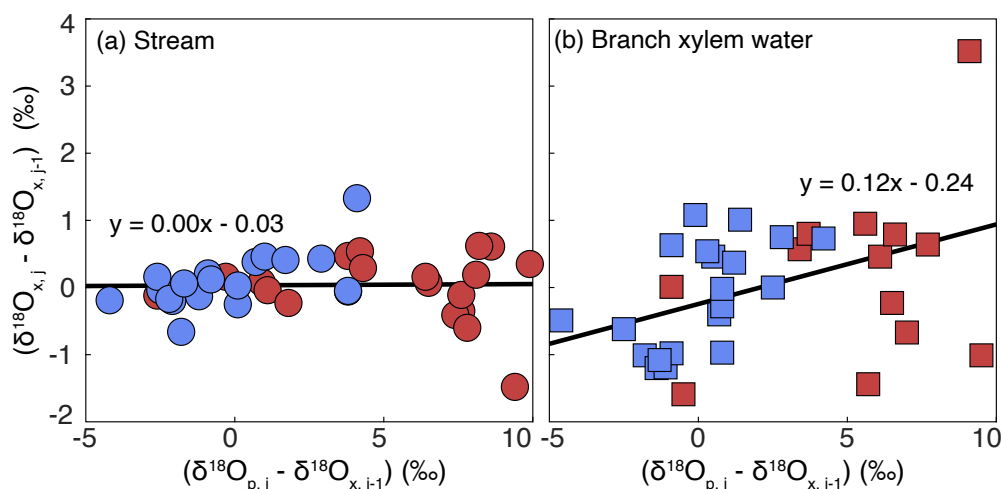 (a) Stream
(b) Branch xylem water
4
3
2
1
0
-1
-2
(δ¹⁸Oₓ, ⱼ - δ¹⁸Oₓ, ⱼ₋₁) (‰)
y = 0.00x - 0.03
y = 0.12x - 0.24
-5 0 5 10
-5 0 5 10
(δ¹⁸Oₚ, ⱼ - δ¹⁸Oₓ, ⱼ₋₁) (‰)
(δ¹⁸Oₚ, ⱼ - δ¹⁸Oₓ, ⱼ₋₁) (‰)